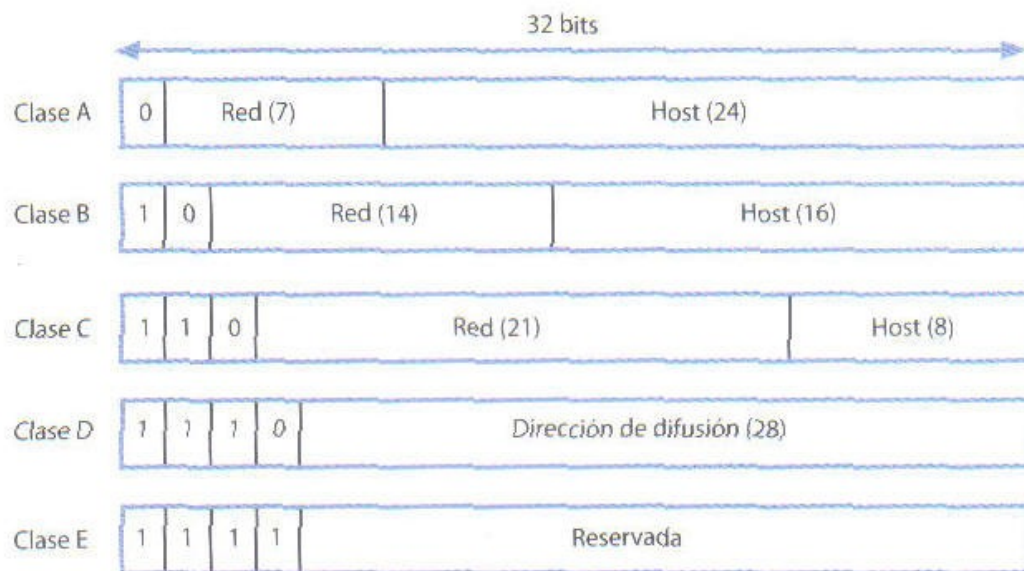 32 bits
Clase A 0 Red (7) Host (24)
Clase B 1 0 Red (14) Host (16)
Clase C 1 1 0 Red (21) Host (8)
Clase D 1 1 1 0 Dirección de difusión (28)
Clase E 1 1 1 1 Reservada